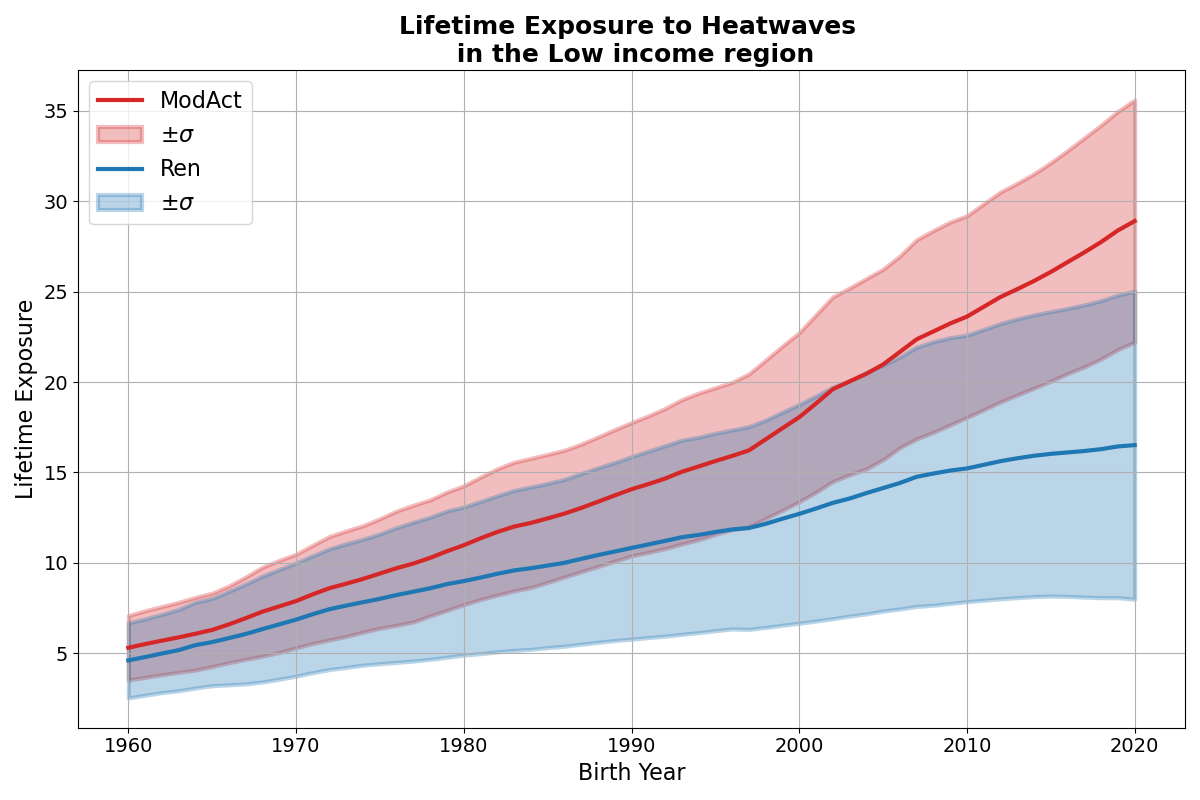 Lifetime Exposure to Heatwaves
in the Low income region
ModAct
±σ
Ren
±σ
Lifetime Exposure
35
30
25
20
15
10
5
1960 1970 1980 1990 2000 2010 2020
Birth Year